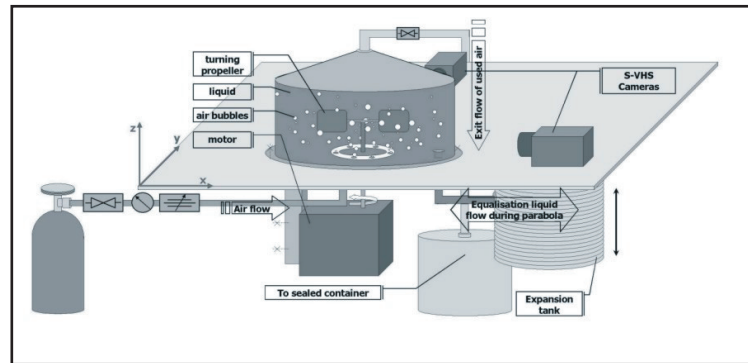 turning
propeller
liquid
air bubbles
motor
z
y
x
Exit flow of used air
S-VHS
Cameras
Air flow
Equalisation liquid
flow during parabola
To sealed container
Expansion
tank